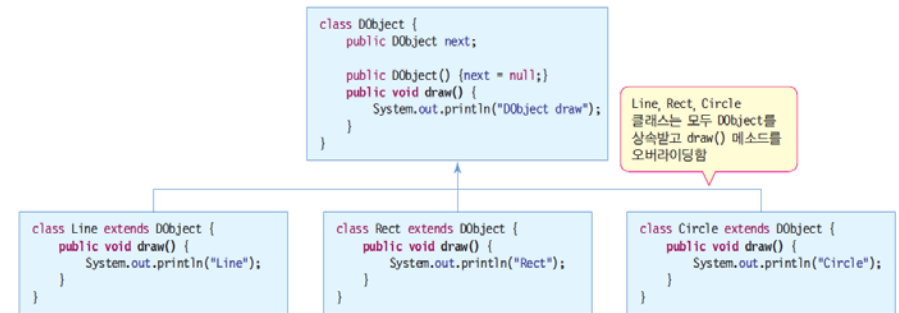 class DObject {
public DObject next;
public DObject() {next = null;}
public void draw() {
System.out.println("DObject draw");
}
}
Line, Rect, Circle
클래스는 모두 DObject를
상속받고 draw() 메소드를
오버라이딩함
class Line extends DObject {
public void draw() {
System.out.println("Line");
}
}
class Rect extends DObject {
public void draw() {
System.out.println("Rect");
}
}
class Circle extends DObject {
public void draw() {
System.out.println("Circle");
}
}